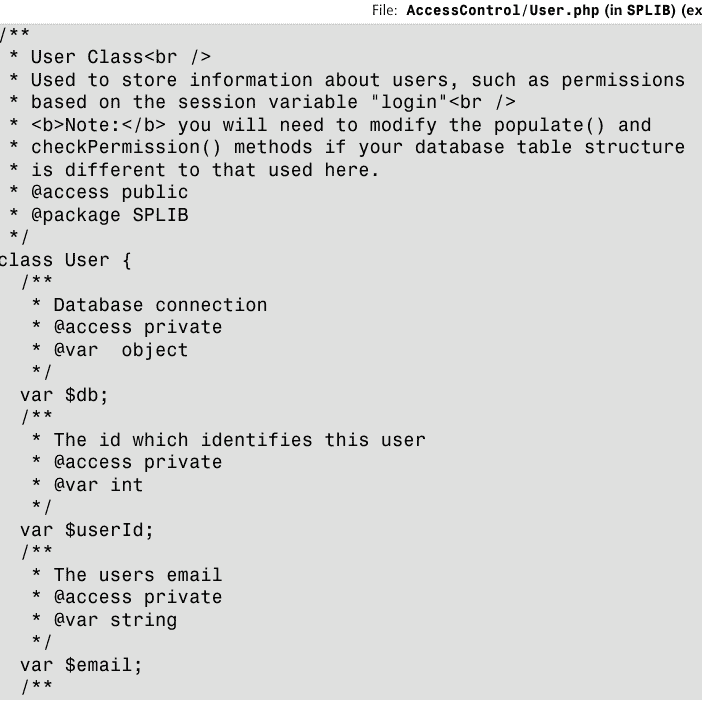 File: AccessControl/User.php (in SPLIB) (ex
/**
 * User Class<br />
 * Used to store information about users, such as permissions
 * based on the session variable "login"<br />
 * <b>Note:</b> you will need to modify the populate() and
 * checkPermission() methods if your database table structure
 * is different to that used here.
 * @access public
 * @package SPLIB
 */
class User {
  /**
   * Database connection
   * @access private
   * @var  object
   */
  var $db;
  /**
   * The id which identifies this user
   * @access private
   * @var int
   */
  var $userId;
  /**
   * The users email
   * @access private
   * @var string
   */
  var $email;
  /**